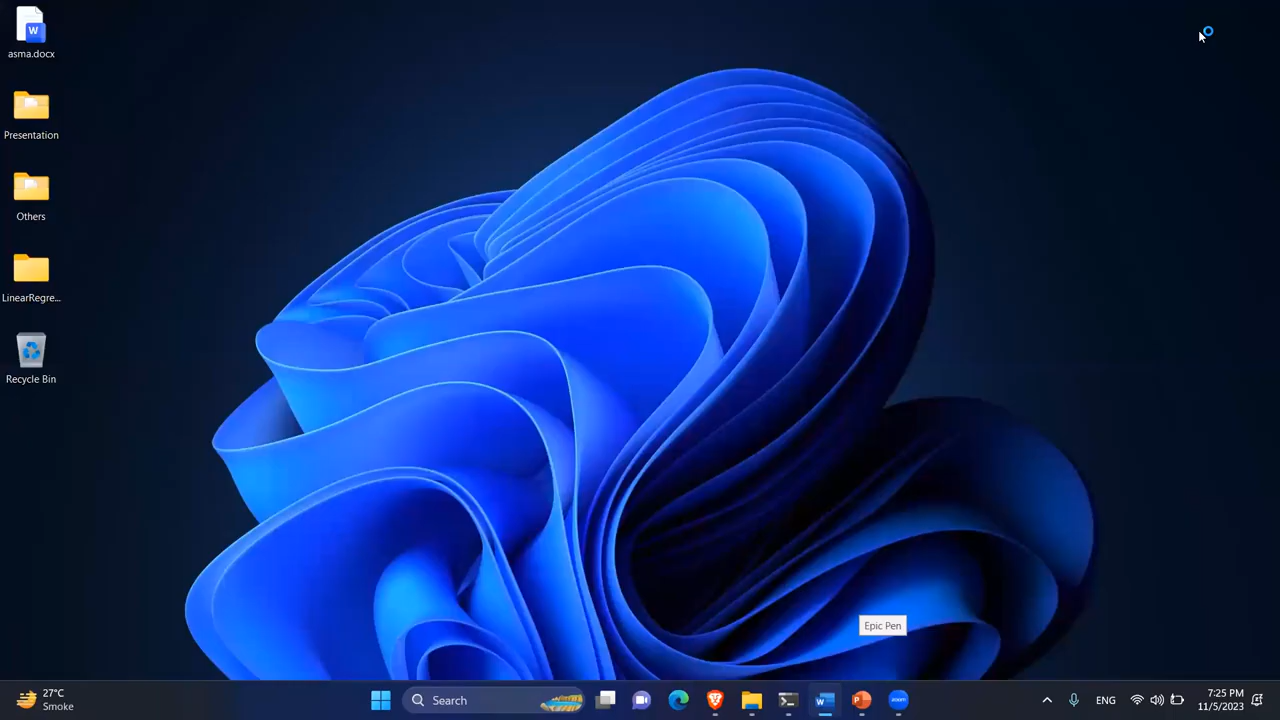 W
asma.docx
Presentation
Others
LinearRegre...
Recycle Bin
Epic Pen
27°C
Smoke
Search
W
P
zoom
ENG
7:25 PM
11/5/2023